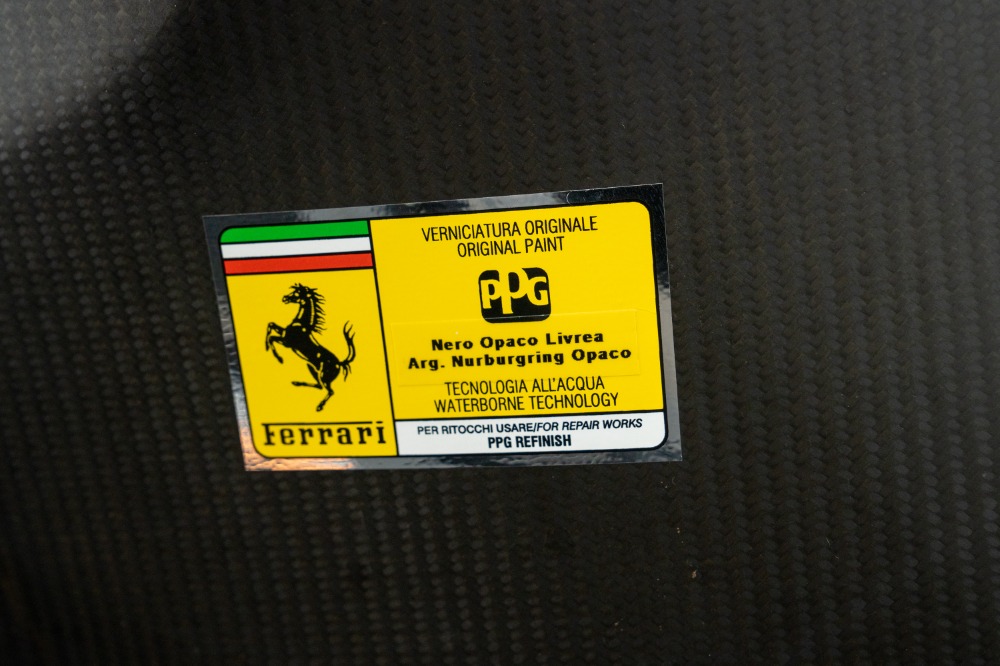 VERNICIATURA ORIGINALE
ORIGINAL PAINT
PPG
Nero Opaco Livrea
Arg. Nurburgring Opaco
TECNOLOGIA ALL'ACQUA
WATERBORNE TECHNOLOGY
Ferrari
PER RITOCCHI USARE/FOR REPAIR WORKS
PPG REFINISH